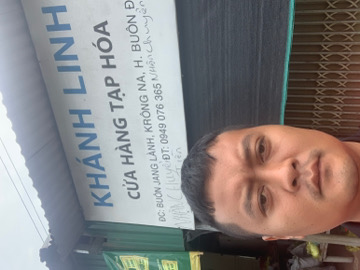 KHÁNH LINH
CỬA HÀNG TẠP HÓA
ĐC: BUÔN JANG LÀNH, KRÔNG NA, H. BUÔN Đ
ĐT: 0949 076 365